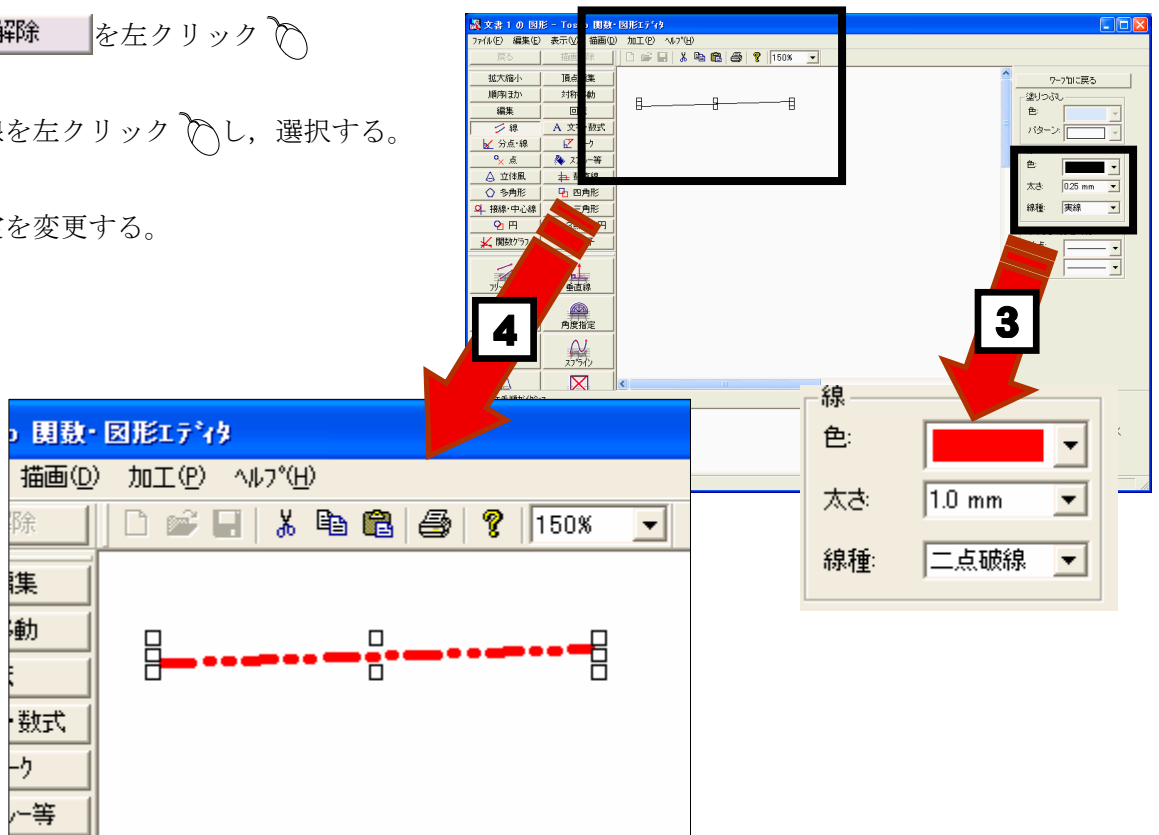 解除 を左クリック
を左クリックし，選択する。
を変更する。
文書 1 の 図形 - Tos 関数・図形ｴﾃﾞｨﾀ
ﾌｧｲﾙ(F) 編集(E) 表示(V) 描画(D) 加工(P) ﾍﾙﾌﾟ(H)
戻る
150%
拡大縮小 頂点 集
順序ほか 対称 動
編集
線 A 文 数式
分点・線
点 等
立体風
多角形 四角形
接線・中心線 三角形
円 円
関数ｸﾞﾗﾌ
垂直線
角度指定
ｽﾌﾟﾗｲﾝ
ﾜｰﾌﾟﾛに戻る
塗りつぶし
色:
ﾊﾟﾀｰﾝ:
色:
太さ: 0.25 mm
線種: 実線
4
3
線
色:
太さ: 1.0 mm
線種: 二点破線
関数・図形ｴﾃﾞｨﾀ
描画(D) 加工(P) ﾍﾙﾌﾟ(H)
除 150%
集
動
・数式
ｰｸ
ｰ等